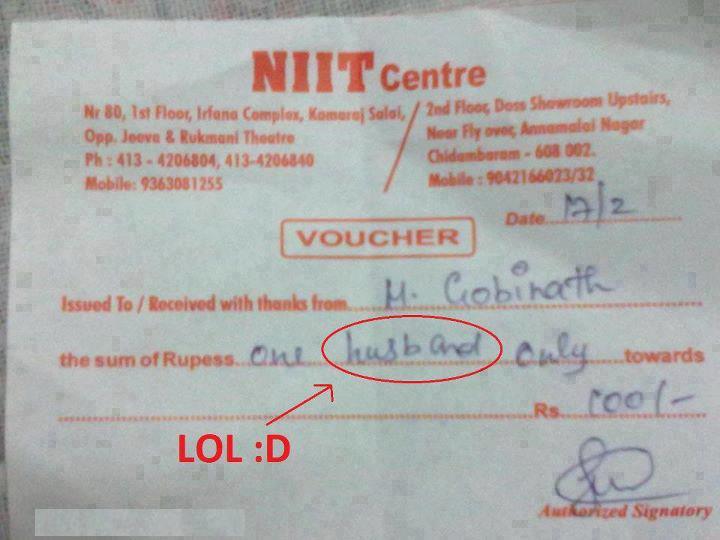 NIIT Centre
Nr 80, 1st Floor, Irfana Complex, Kamaraj Salai,
Opp. Jeeva & Rukmani Theatre
Ph : 413 - 4206804, 413-4206840
Mobile: 9363081255
2nd Floor, Dass Showroom Upstairs,
Near Fly over, Annamalai Nagar
Chidambaram - 608 002.
Mobile : 9042166023/32
Date 17/2
VOUCHER
Issued To / Received with thanks from M. Gobinath
the sum of Rupess one husband only towards
Rs 100/-
LOL :D
Authorized Signatory